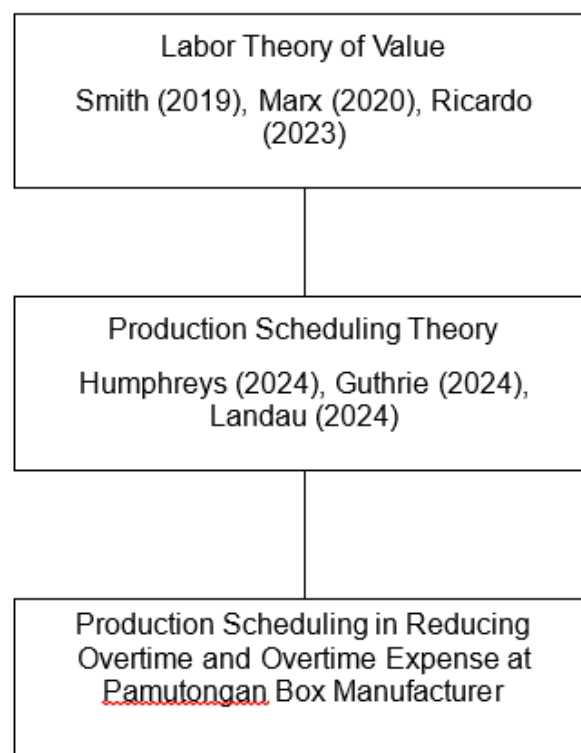 Labor Theory of Value
Smith (2019), Marx (2020), Ricardo
(2023)
Production Scheduling Theory
Humphreys (2024), Guthrie (2024),
Landau (2024)
Production Scheduling in Reducing
Overtime and Overtime Expense at
Pamutongan Box Manufacturer